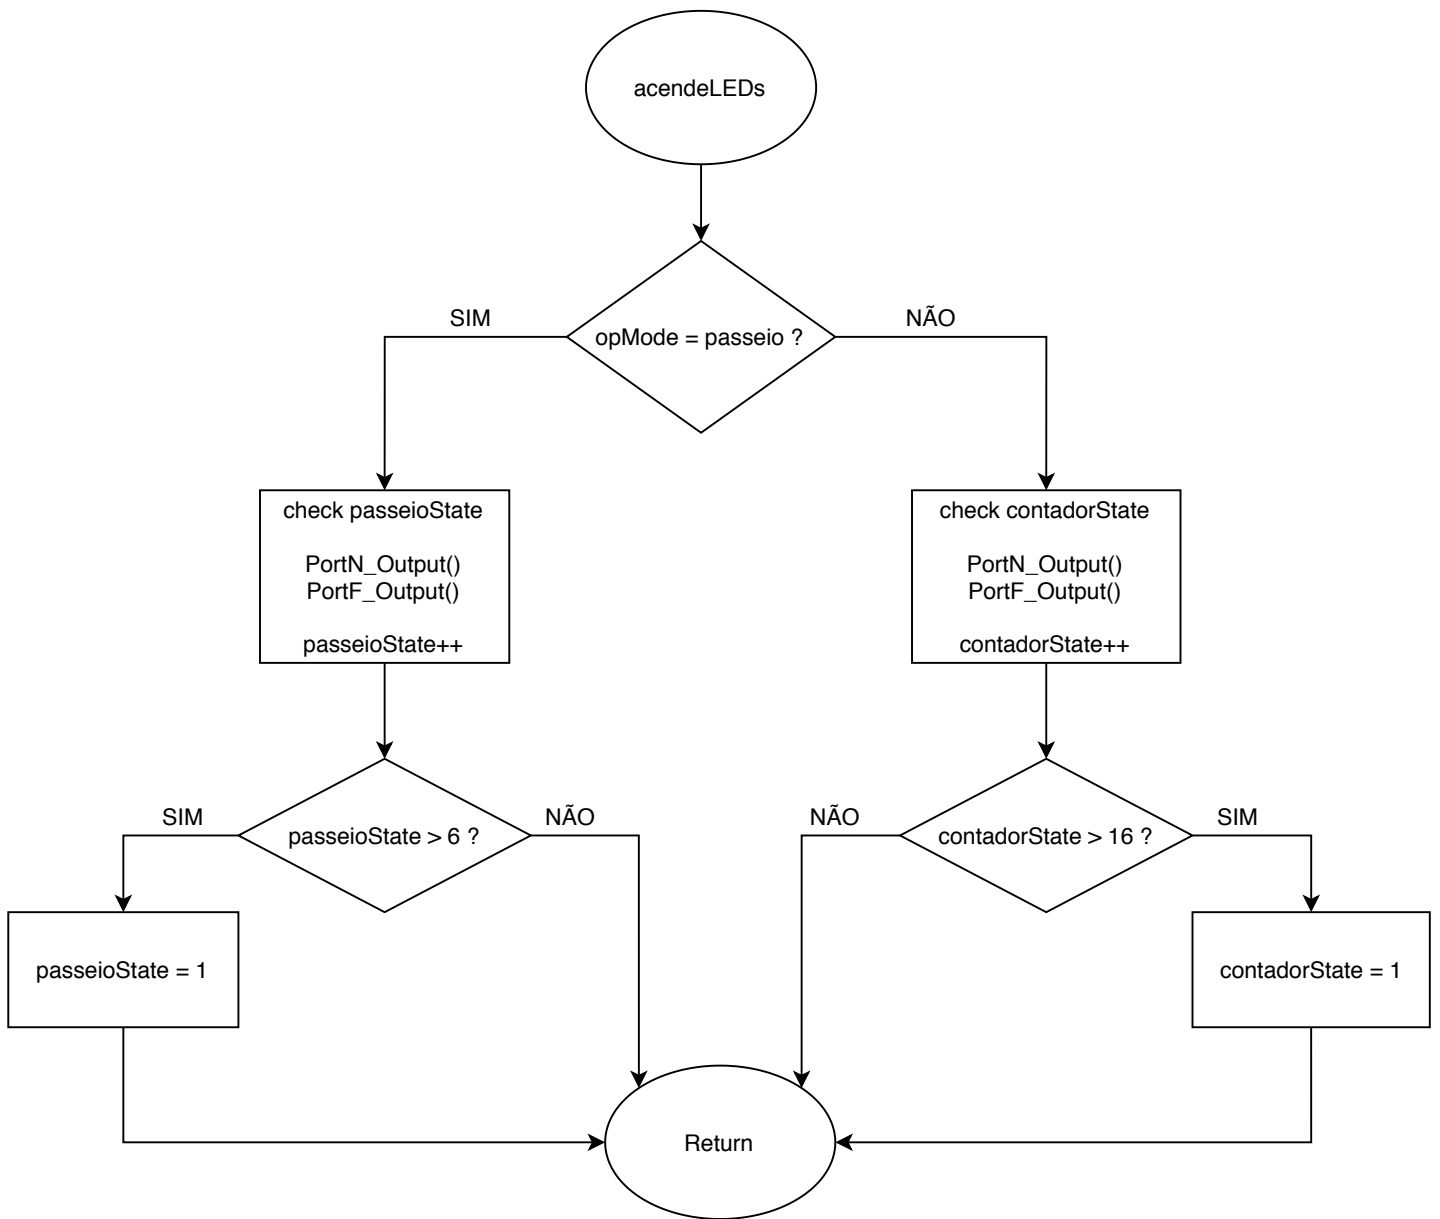 acendeLEDs
SIM
NÃO
opMode = passeio ?
check passeioState
PortN_Output()
PortF_Output()
passeioState++
check contadorState
PortN_Output()
PortF_Output()
contadorState++
SIM
NÃO
passeioState > 6 ?
NÃO
SIM
contadorState > 16 ?
passeioState = 1
contadorState = 1
Return